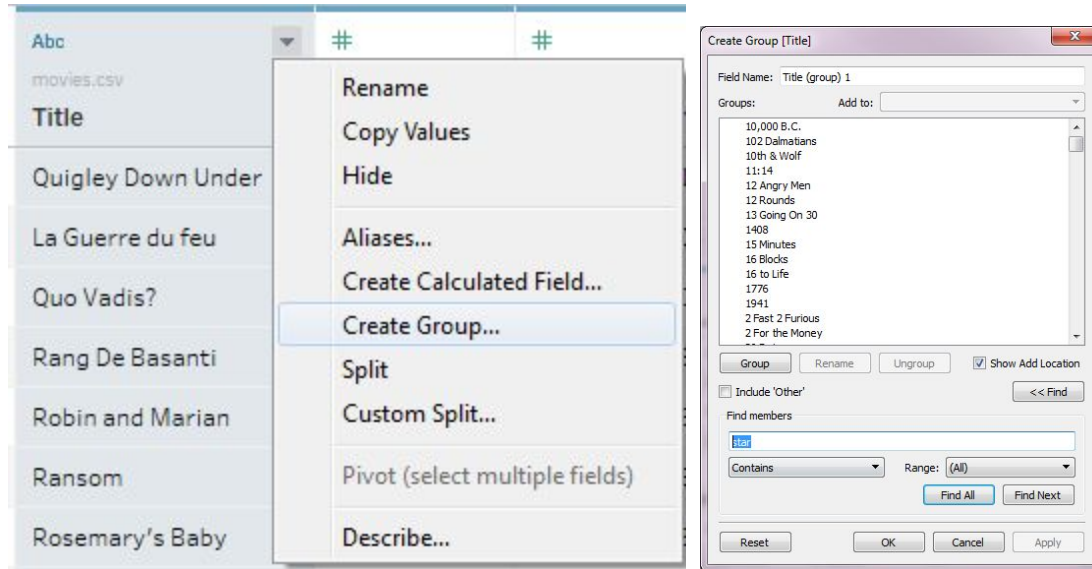 Abc
#
#
movies.csv
Title
Quigley Down Under
La Guerre du feu
Quo Vadis?
Rang De Basanti
Robin and Marian
Ransom
Rosemary's Baby
Rename
Copy Values
Hide
Aliases...
Create Calculated Field...
Create Group...
Split
Custom Split...
Pivot (select multiple fields)
Describe...
Create Group [Title]
Field Name: Title (group) 1
Groups: Add to:
10,000 B.C.
102 Dalmatians
10th & Wolf
11:14
12 Angry Men
12 Rounds
13 Going On 30
1408
15 Minutes
16 Blocks
16 to Life
1776
1941
2 Fast 2 Furious
2 For the Money
Group Rename Ungroup Show Add Location
Include 'Other' << Find
Find members
star
Contains Range: (All)
Find All Find Next
Reset OK Cancel Apply